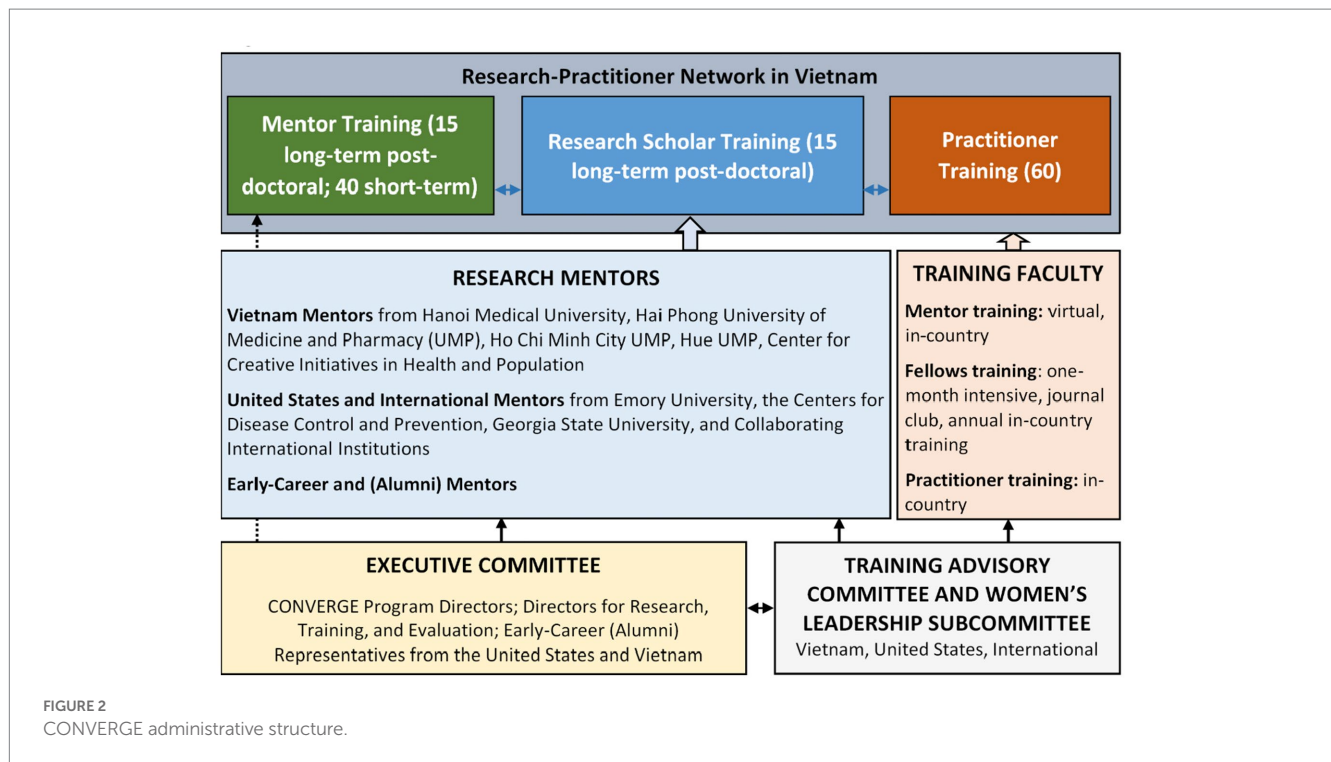 Research-Practitioner Network in Vietnam
Mentor Training (15
long-term post-
doctoral; 40 short-term)
Research Scholar Training (15
long-term post-doctoral)
Practitioner
Training (60)
RESEARCH MENTORS
Vietnam Mentors from Hanoi Medical University, Hai Phong University of
Medicine and Pharmacy (UMP), Ho Chi Minh City UMP, Hue UMP, Center for
Creative Initiatives in Health and Population
United States and International Mentors from Emory University, the Centers for
Disease Control and Prevention, Georgia State University, and Collaborating
International Institutions
Early-Career and (Alumni) Mentors
TRAINING FACULTY
Mentor training: virtual,
in-country
Fellows training: one-
month intensive, journal
club, annual in-country
training
Practitioner training: in-
country
EXECUTIVE COMMITTEE
CONVERGE Program Directors; Directors for Research,
Training, and Evaluation; Early-Career (Alumni)
Representatives from the United States and Vietnam
TRAINING ADVISORY
COMMITTEE AND WOMEN'S
LEADERSHIP SUBCOMMITTEE
Vietnam, United States, International
FIGURE 2
CONVERGE administrative structure.